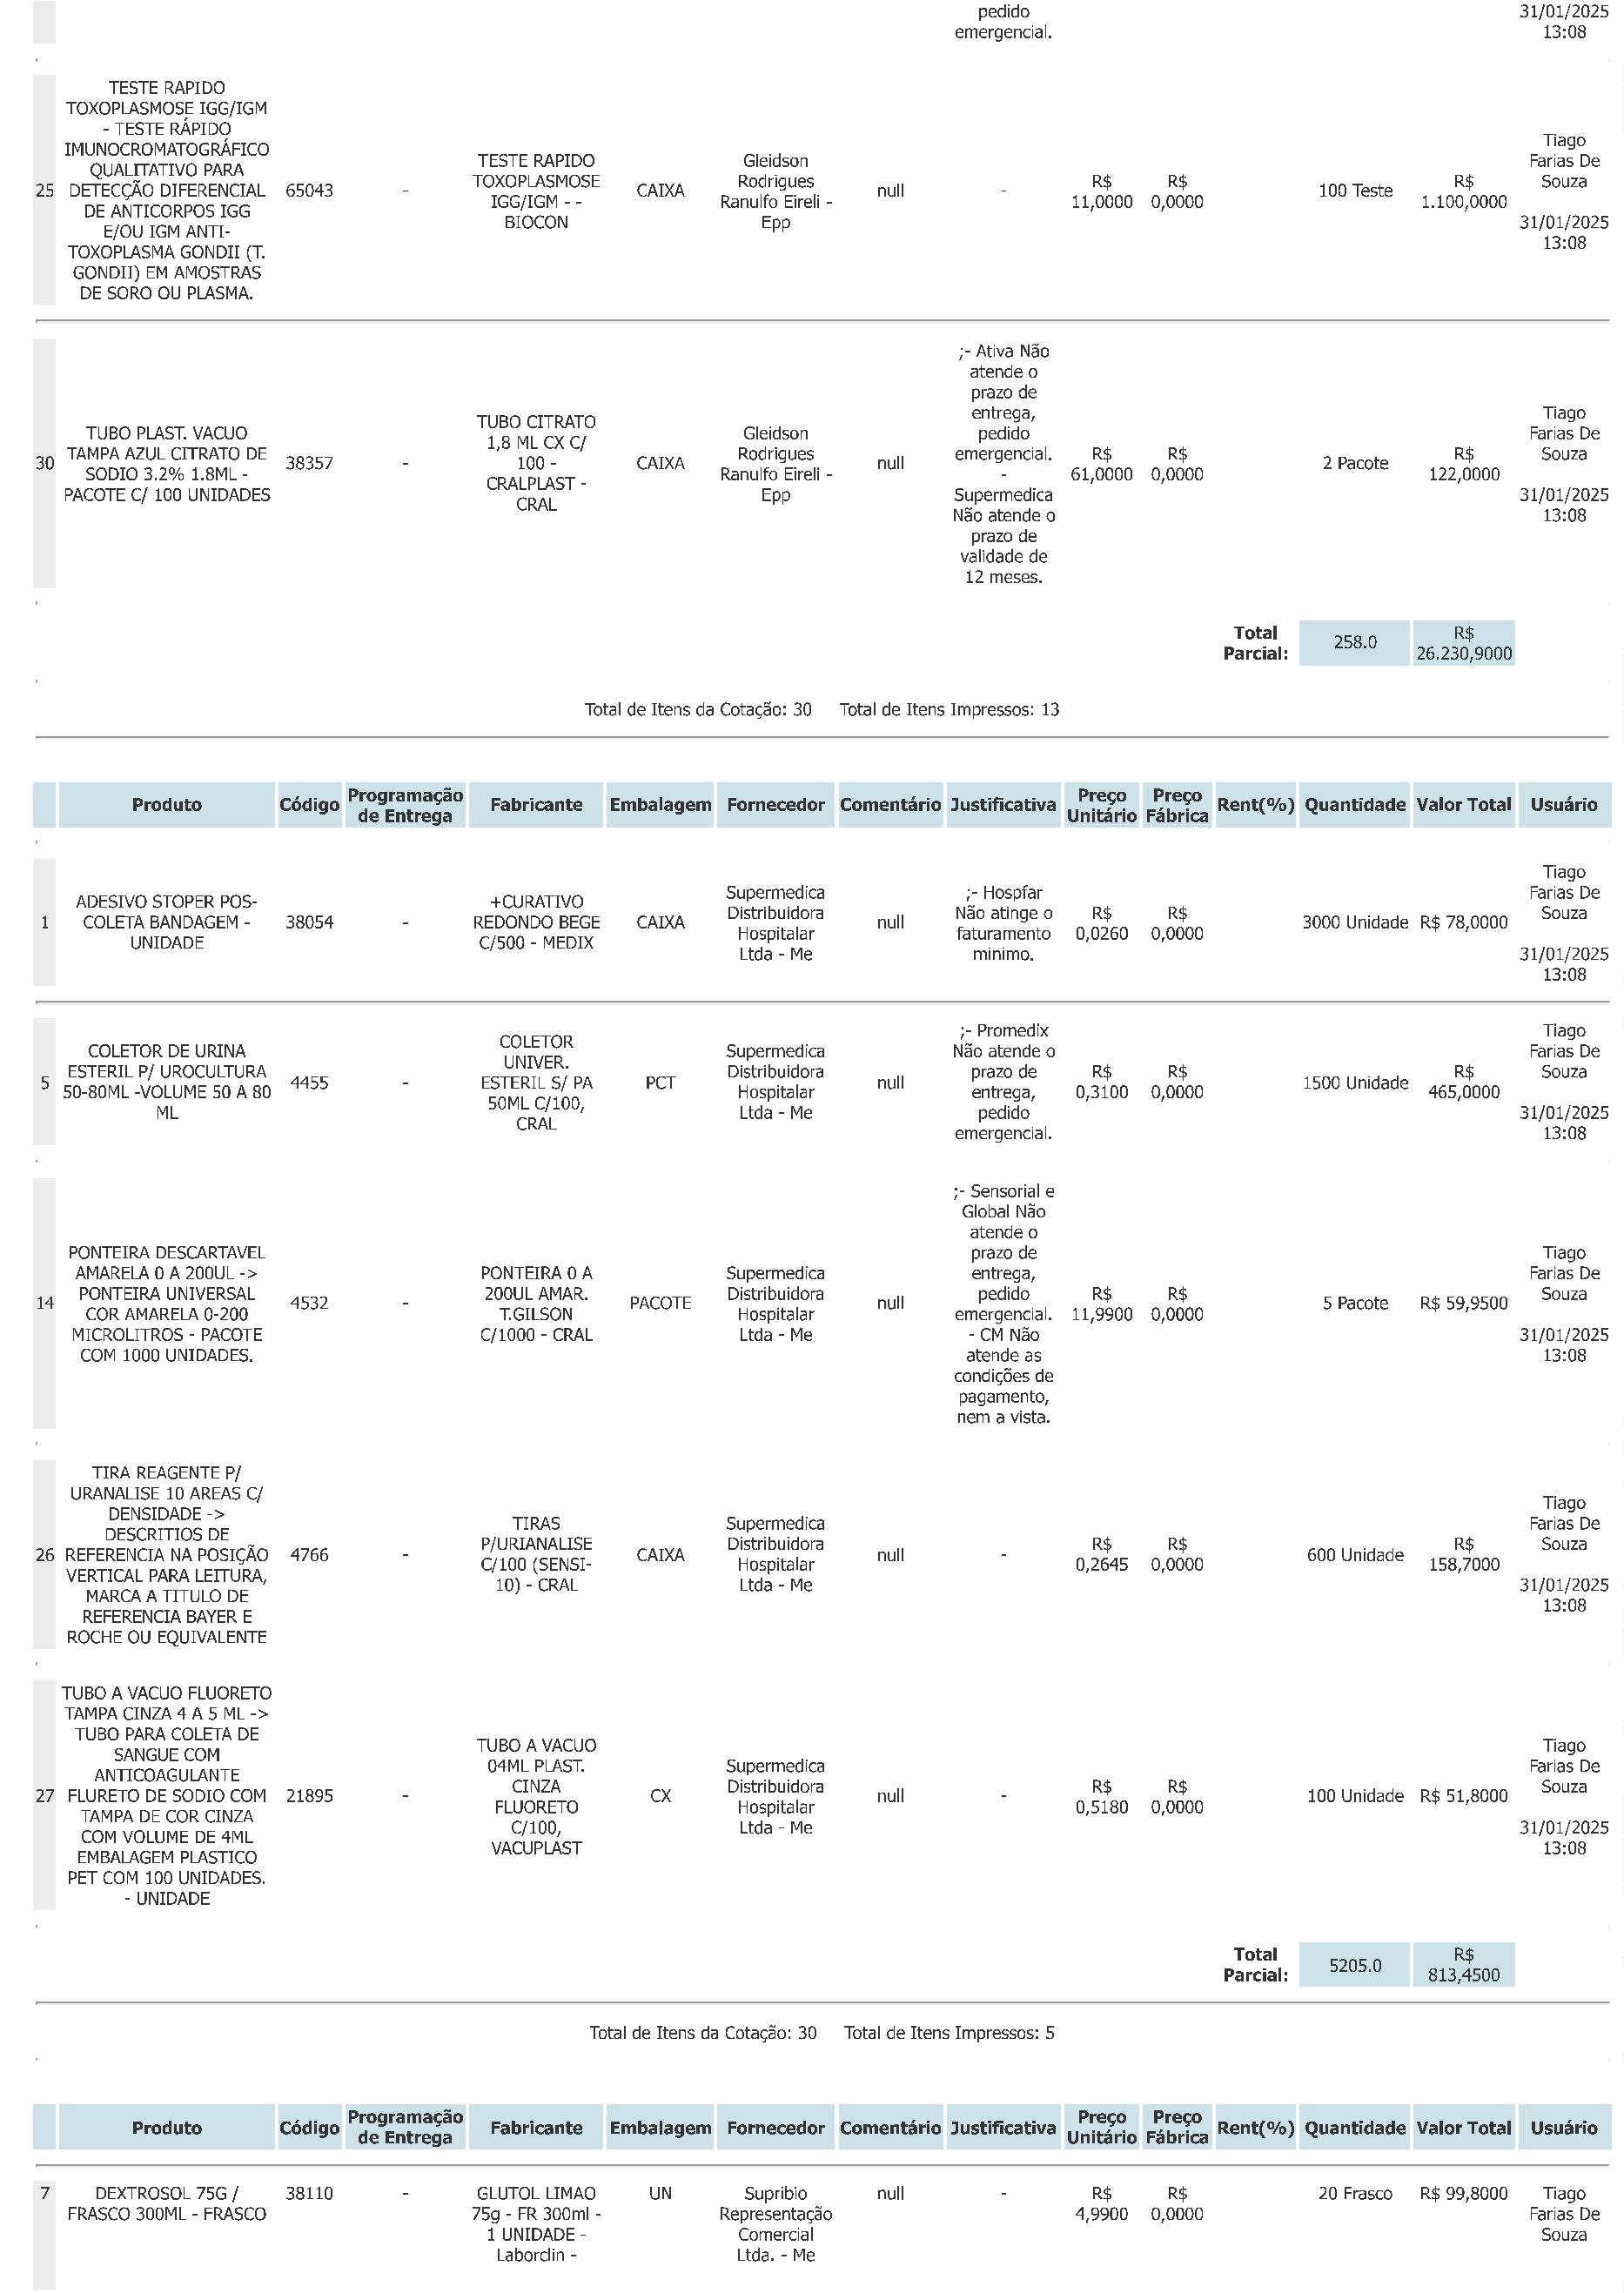 pedido
emergencial.
31/01/2025
13:08
TESTE RAPIDO
TOXOPLASMOSE IGG/IGM
- TESTE RÁPIDO
IMUNOCROMATOGRÁFICO
QUALITATIVO PARA
DETECÇÃO DIFERENCIAL
DE ANTICORPOS IGG
E/OU IGM ANTI-
TOXOPLASMA GONDII (T.
GONDII) EM AMOSTRAS
DE SORO OU PLASMA.
25
65043
-
TESTE RAPIDO
TOXOPLASMOSE
IGG/IGM - -
BIOCON
CAIXA
Gleidson
Rodrigues
Ranulfo Eireli -
Epp
null
-
R$
11,0000
R$
0,0000
100 Teste
R$
1.100,0000
Tiago
Farias De
Souza
31/01/2025
13:08
30
TUBO PLAST. VACUO
TAMPA AZUL CITRATO DE
SODIO 3.2% 1.8ML -
PACOTE C/ 100 UNIDADES
38357
-
TUBO CITRATO
1,8 ML CX C/
100 -
CRALPLAST -
CRAL
CAIXA
Gleidson
Rodrigues
Ranulfo Eireli -
Epp
null
;- Ativa Não
atende o
prazo de
entrega,
pedido
emergencial.
-
Supermedica
Não atende o
prazo de
validade de
12 meses.
R$
61,0000
R$
0,0000
2 Pacote
R$
122,0000
Tiago
Farias De
Souza
31/01/2025
13:08
Total
Parcial:
258.0
R$
26.230,9000
Total de Itens da Cotação: 30 Total de Itens Impressos: 13
Produto
Código
Programação
de Entrega
Fabricante
Embalagem
Fornecedor
Comentário
Justificativa
Preço
Unitário
Preço
Fábrica
Rent(%)
Quantidade
Valor Total
Usuário
1
ADESIVO STOPER POS-
COLETA BANDAGEM -
UNIDADE
38054
-
+CURATIVO
REDONDO BEGE
C/500 - MEDIX
CAIXA
Supermedica
Distribuidora
Hospitalar
Ltda - Me
null
;- Hospfar
Não atinge o
faturamento
minimo.
R$
0,0260
R$
0,0000
3000 Unidade
R$ 78,0000
Tiago
Farias De
Souza
31/01/2025
13:08
5
COLETOR DE URINA
ESTERIL P/ UROCULTURA
50-80ML -VOLUME 50 A 80
ML
4455
-
COLETOR
UNIVER.
ESTERIL S/ PA
50ML C/100,
CRAL
PCT
Supermedica
Distribuidora
Hospitalar
Ltda - Me
null
;- Promedix
Não atende o
prazo de
entrega,
pedido
emergencial.
R$
0,3100
R$
0,0000
1500 Unidade
R$
465,0000
Tiago
Farias De
Souza
31/01/2025
13:08
14
PONTEIRA DESCARTAVEL
AMARELA 0 A 200UL ->
PONTEIRA UNIVERSAL
COR AMARELA 0-200
MICROLITROS - PACOTE
COM 1000 UNIDADES.
4532
-
PONTEIRA 0 A
200UL AMAR.
T.GILSON
C/1000 - CRAL
PACOTE
Supermedica
Distribuidora
Hospitalar
Ltda - Me
null
;- Sensorial e
Global Não
atende o
prazo de
entrega,
pedido
emergencial.
- CM Não
atende as
condições de
pagamento,
nem a vista.
R$
11,9900
R$
0,0000
5 Pacote
R$ 59,9500
Tiago
Farias De
Souza
31/01/2025
13:08
26
TIRA REAGENTE P/
URANALISE 10 AREAS C/
DENSIDADE ->
DESCRITIOS DE
REFERENCIA NA POSIÇÃO
VERTICAL PARA LEITURA,
MARCA A TITULO DE
REFERENCIA BAYER E
ROCHE OU EQUIVALENTE
4766
-
TIRAS
P/URIANALISE
C/100 (SENSI-
10) - CRAL
CAIXA
Supermedica
Distribuidora
Hospitalar
Ltda - Me
null
-
R$
0,2645
R$
0,0000
600 Unidade
R$
158,7000
Tiago
Farias De
Souza
31/01/2025
13:08
27
TUBO A VACUO FLUORETO
TAMPA CINZA 4 A 5 ML ->
TUBO PARA COLETA DE
SANGUE COM
ANTICOAGULANTE
FLURETO DE SODIO COM
TAMPA DE COR CINZA
COM VOLUME DE 4ML
EMBALAGEM PLASTICO
PET COM 100 UNIDADES.
- UNIDADE
21895
-
TUBO A VACUO
04ML PLAST.
CINZA
FLUORETO
C/100,
VACUPLAST
CX
Supermedica
Distribuidora
Hospitalar
Ltda - Me
null
-
R$
0,5180
R$
0,0000
100 Unidade
R$ 51,8000
Tiago
Farias De
Souza
31/01/2025
13:08
Total
Parcial:
5205.0
R$
813,4500
Total de Itens da Cotação: 30 Total de Itens Impressos: 5
Produto
Código
Programação
de Entrega
Fabricante
Embalagem
Fornecedor
Comentário
Justificativa
Preço
Unitário
Preço
Fábrica
Rent(%)
Quantidade
Valor Total
Usuário
7
DEXTROSOL 75G /
FRASCO 300ML - FRASCO
38110
-
GLUTOL LIMAO
75g - FR 300ml -
1 UNIDADE -
Laborclin -
UN
Supribio
Representação
Comercial
Ltda. - Me
null
-
R$
4,9900
R$
0,0000
20 Frasco
R$ 99,8000
Tiago
Farias De
Souza